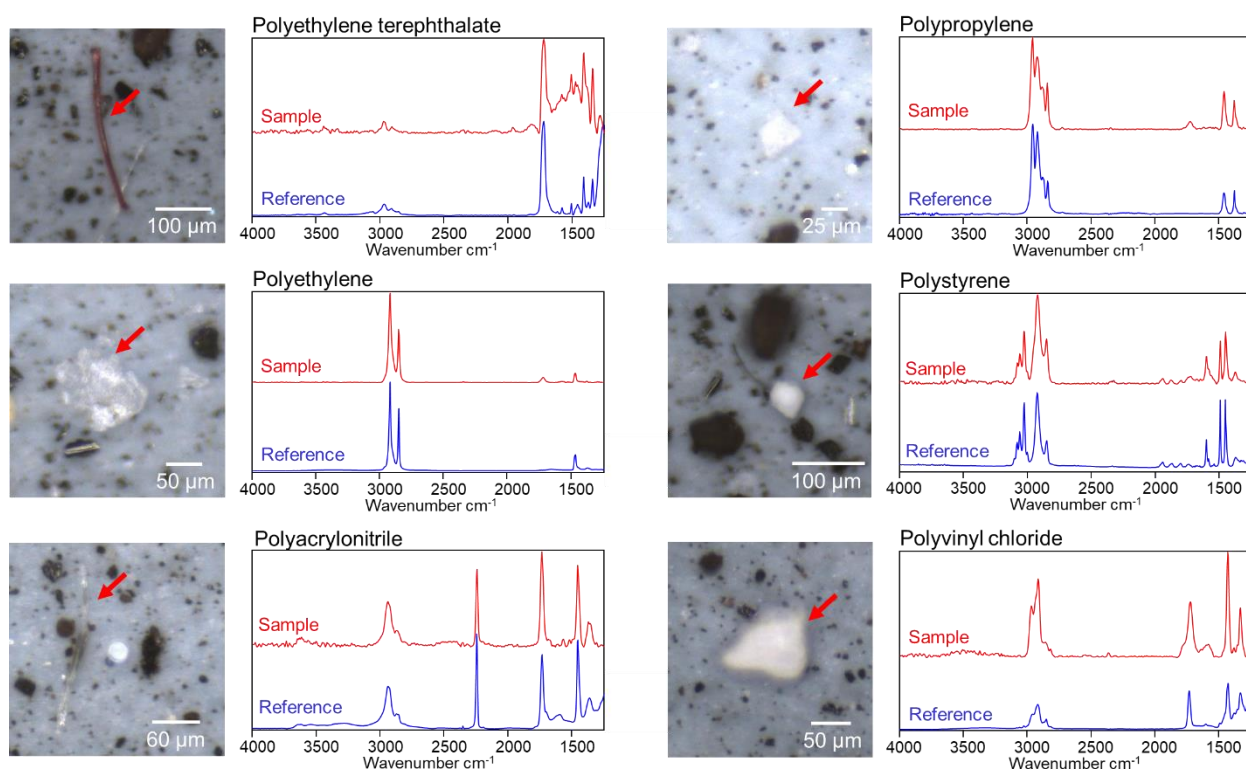 Polyethylene terephthalate
Sample
Reference
100 µm
4000 3500 3000 2500 2000 1500
Wavenumber cm-1
Polypropylene
Sample
Reference
25 µm
4000 3500 3000 2500 2000 1500
Wavenumber cm-1
Polyethylene
Sample
Reference
50 µm
4000 3500 3000 2500 2000 1500
Wavenumber cm-1
Polystyrene
Sample
Reference
100 µm
4000 3500 3000 2500 2000 1500
Wavenumber cm-1
Polyacrylonitrile
Sample
Reference
60 µm
4000 3500 3000 2500 2000 1500
Wavenumber cm-1
Polyvinyl chloride
Sample
Reference
50 µm
4000 3500 3000 2500 2000 1500
Wavenumber cm-1